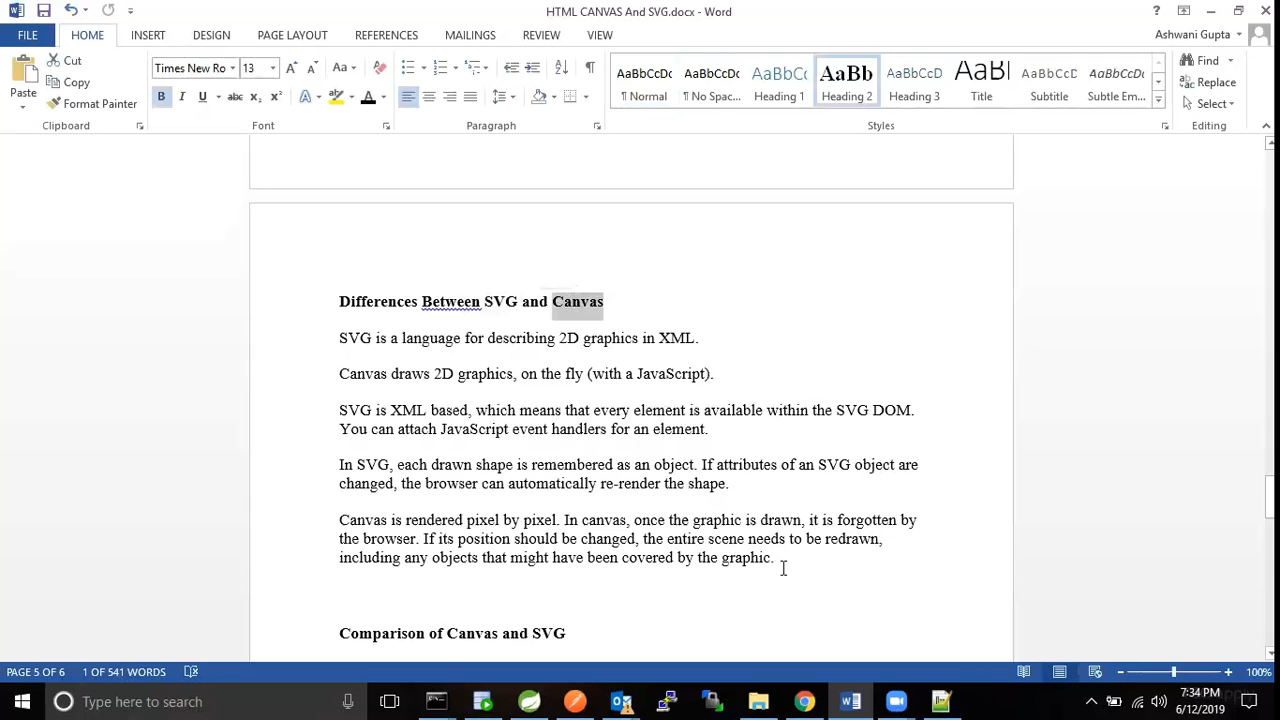 HTML CANVAS And SVG.docx - Word
FILE HOME INSERT DESIGN PAGE LAYOUT REFERENCES MAILINGS REVIEW VIEW Ashwani Gupta
Paste
Cut
Copy
Format Painter
Clipboard
Times New Ro 13
Font
Paragraph
AaBbCcDc AaBbCcDc AaBbCc AaBb AaBbCcD AaBl AaBbCcD AaBbCcDc
¶ Normal ¶ No Spac... Heading 1 Heading 2 Heading 3 Title Subtitle Subtle Em...
Styles
Find
Replace
Select
Editing
Differences Between SVG and Canvas
SVG is a language for describing 2D graphics in XML.
Canvas draws 2D graphics, on the fly (with a JavaScript).
SVG is XML based, which means that every element is available within the SVG DOM.
You can attach JavaScript event handlers for an element.
In SVG, each drawn shape is remembered as an object. If attributes of an SVG object are
changed, the browser can automatically re-render the shape.
Canvas is rendered pixel by pixel. In canvas, once the graphic is drawn, it is forgotten by
the browser. If its position should be changed, the entire scene needs to be redrawn,
including any objects that might have been covered by the graphic.
Comparison of Canvas and SVG
PAGE 5 OF 6 1 OF 541 WORDS 100%
Type here to search
7:34 PM
6/12/2019